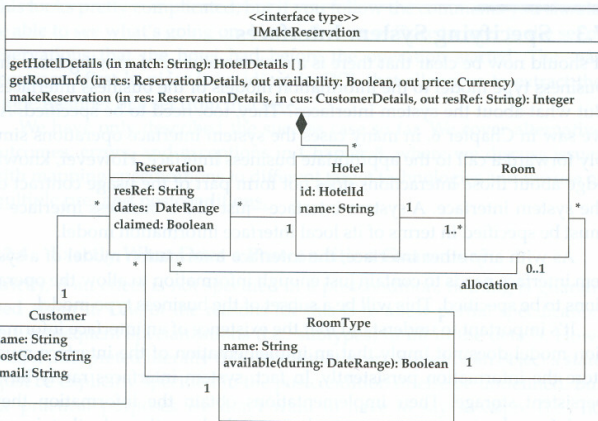 <<interface type>>
IMakeReservation
getHotelDetails (in match: String): HotelDetails [ ]
getRoomInfo (in res: ReservationDetails, out availability: Boolean, out price: Currency)
makeReservation (in res: ReservationDetails, in cus: CustomerDetails, out resRef: String): Integer
*
Reservation
resRef: String
dates: DateRange
claimed: Boolean
Hotel
id: HotelId
name: String
Room
*
*
1
1..*
*
*
*
0..1
allocation
1
Customer
ame: String
ostCode: String
mail: String
RoomType
name: String
available(during: DateRange): Boolean
1
1